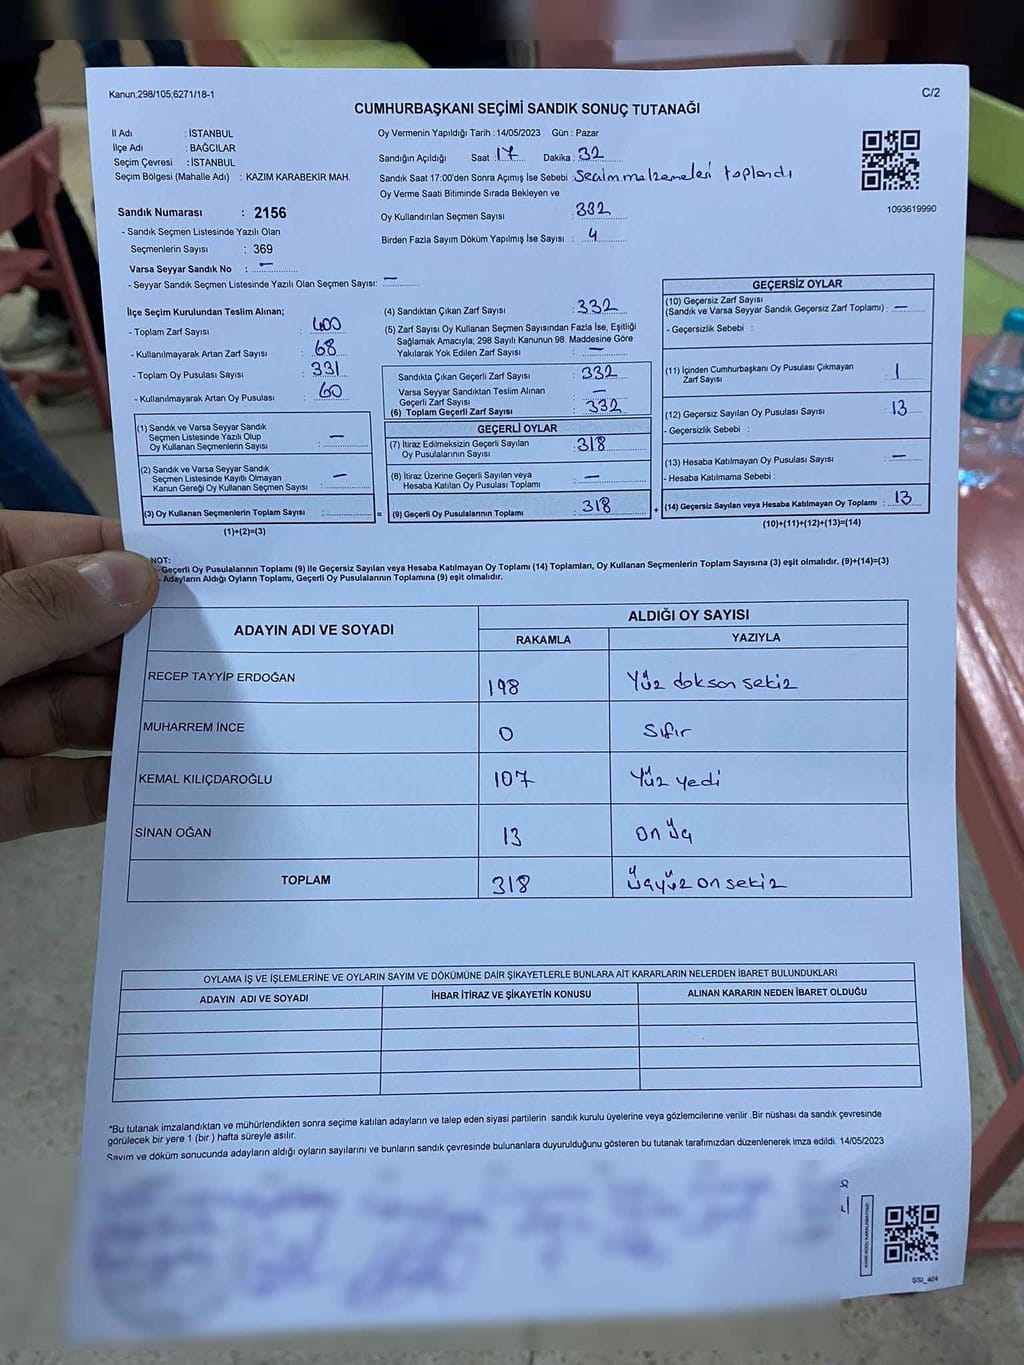 Kanun:298/105,6271/18-1
C/2
CUMHURBAŞKANI SEÇİMİ SANDIK SONUÇ TUTANAĞI
İl Adı : İSTANBUL
İlçe Adı : BAĞCILAR
Seçim Çevresi : İSTANBUL
Seçim Bölgesi (Mahalle Adı) : KAZIM KARABEKİR MAH.
Oy Vermenin Yapıldığı Tarih :14/05/2023 Gün : Pazar
Sandığın Açıldığı Saat :17 Dakika : 32
Sandık Saat 17:00'den Sonra Açımış İse Sebebi : Secim malzemeleri toplandı
Oy Verme Saati Bitiminde Sırada Bekleyen ve
Oy Kullandırılan Seçmen Sayısı : 332
Birden Fazla Sayım Döküm Yapılmış İse Sayısı : 4
1093619990
Sandık Numarası : 2156
- Sandık Seçmen Listesinde Yazılı Olan
Seçmenlerin Sayısı : 369
Varsa Seyyar Sandık No : —
- Seyyar Sandık Seçmen Listesinde Yazılı Olan Seçmen Sayısı: —
İlçe Seçim Kurulundan Teslim Alınan;
- Toplam Zarf Sayısı : 400
- Kullanılmayarak Artan Zarf Sayısı : 68
- Toplam Oy Pusulası Sayısı : 331
- Kullanılmayarak Artan Oy Pusulası : 60
(1) Sandık ve Varsa Seyyar Sandık
Seçmen Listesinde Yazılı Olup
Oy Kullanan Seçmenlerin Sayısı : —
(2) Sandık ve Varsa Seyyar Sandık
Seçmen Listesinde Kayıtlı Olmayan
Kanun Gereği Oy Kullanan Seçmen Sayısı : —
(3) Oy Kullanan Seçmenlerin Toplam Sayısı :
(1)+(2)=(3)
=
(4) Sandıktan Çıkan Zarf Sayısı : 332
(5) Zarf Sayısı Oy Kullanan Seçmen Sayısından Fazla İse, Eşitliği
Sağlamak Amacıyla; 298 Sayılı Kanunun 98. Maddesine Göre
Yakılarak Yok Edilen Zarf Sayısı : —
Sandıkta Çıkan Geçerli Zarf Sayısı : 332
Varsa Seyyar Sandıktan Teslim Alınan
Geçerli Zarf Sayısı
(6) Toplam Geçerli Zarf Sayısı : 332
GEÇERLİ OYLAR
(7) İtiraz Edilmeksizin Geçerli Sayılan
Oy Pusulalarının Sayısı : 318
(8) İtiraz Üzerine Geçerli Sayılan veya
Hesaba Katılan Oy Pusulası Toplamı : —
(9) Geçerli Oy Pusulalarının Toplamı : 318
+
GEÇERSİZ OYLAR
(10) Geçersiz Zarf Sayısı
(Sandık ve Varsa Seyyar Sandık Geçersiz Zarf Toplamı) : —
- Geçersizlik Sebebi :
(11) İçinden Cumhurbaşkanı Oy Pusulası Çıkmayan
Zarf Sayısı : 1
(12) Geçersiz Sayılan Oy Pusulası Sayısı : 13
- Geçersizlik Sebebi :
(13) Hesaba Katılmayan Oy Pusulası Sayısı : —
- Hesaba Katılmama Sebebi :
(14) Geçersiz Sayılan veya Hesaba Katılmayan Oy Toplamı : 13
(10)+(11)+(12)+(13)=(14)
NOT:
- Geçerli Oy Pusulalarının Toplamı (9) ile Geçersiz Sayılan veya Hesaba Katılmayan Oy Toplamı (14) Toplamları, Oy Kullanan Seçmenlerin Toplam Sayısına (3) eşit olmalıdır. (9)+(14)=(3)
- Adayların Aldığı Oyların Toplamı, Geçerli Oy Pusulalarının Toplamına (9) eşit olmalıdır.
ADAYIN ADI VE SOYADI
ALDIĞI OY SAYISI
RAKAMLA YAZIYLA
RECEP TAYYİP ERDOĞAN 198 Yüz doksan sekiz
MUHARREM İNCE 0 Sıfır
KEMAL KILIÇDAROĞLU 107 Yüz yedi
SİNAN OĞAN 13 on üç
TOPLAM 318 üçyüz on sekiz
OYLAMA İŞ VE İŞLEMLERİNE VE OYLARIN SAYIM VE DÖKÜMÜNE DAİR ŞİKAYETLERLE BUNLARA AİT KARARLARIN NELERDEN İBARET BULUNDUKLARI
ADAYIN ADI VE SOYADI İHBAR İTİRAZ VE ŞİKAYETİN KONUSU ALINAN KARARIN NEDEN İBARET OLDUĞU
*Bu tutanak imzalandıktan ve mühürlendikten sonra seçime katılan adayların ve talep eden siyasi partilerin sandık kurulu üyelerine veya gözlemcilerine verilir .Bir nüshası da sandık çevresinde
görülecek bir yere 1 (bir ) hafta süreyle asılır.
Sayım ve döküm sonucunda adayların aldığı oyların sayılarını ve bunların sandık çevresinde bulunanlara duyurulduğunu gösteren bu tutanak tarafımızdan düzenlenerek imza edildi. 14/05/2023
SSİ_404